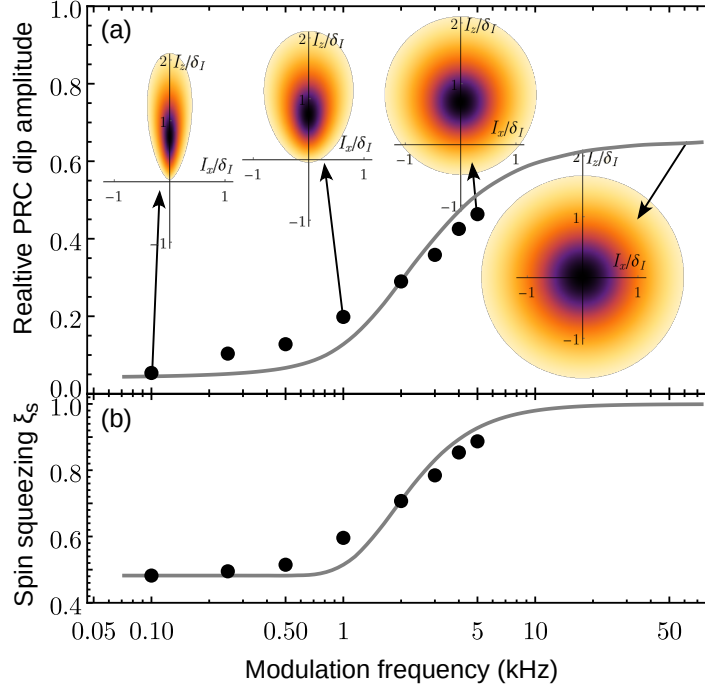 (a)
Realtive PRC dip amplitude
1.0
0.8
0.6
0.4
0.2
0.0
2 I_z/δ_I
1
I_x/δ_I
-1 1
-1
2 I_z/δ_I
1
I_x/δ_I
-1 1
-1
2 I_z/δ_I
1
I_x/δ_I
-1 1
-1
2 I_z/δ_I
1
I_x/δ_I
-1 1
-1
(b)
Spin squeezing ξ_s
1.0
0.8
0.6
0.4
0.05 0.10 0.50 1 5 10 50
Modulation frequency (kHz)